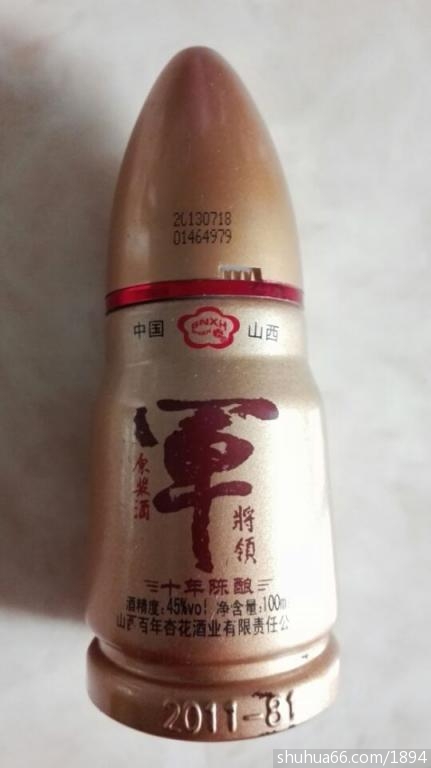 20130718
01464979
中国 BNXH 山西
軍
原浆酒
將领
十年陈酿
酒精度:45%vol 净含量:100m
山西百年杏花酒业有限责任公
2011-81
shuhua66.com/1894